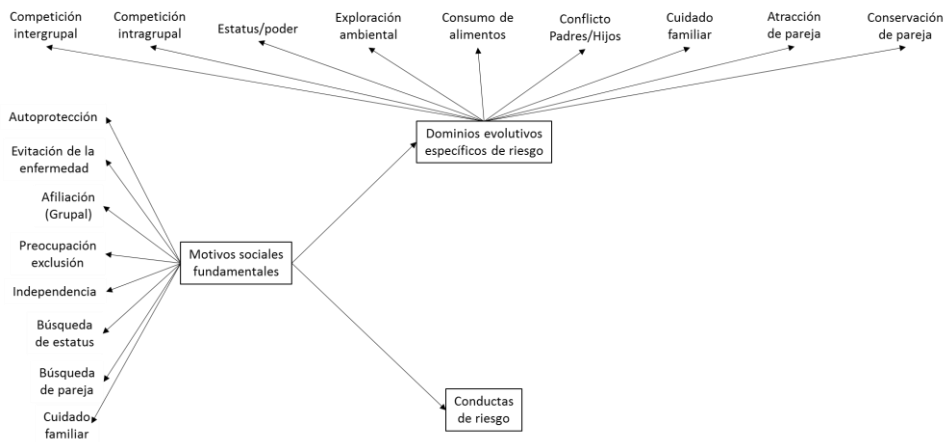 Competición
intergrupal
Competición
intragrupal
Estatus/poder
Exploración
ambiental
Consumo de
alimentos
Conflicto
Padres/Hijos
Cuidado
familiar
Atracción
de pareja
Conservación
de pareja
Autoprotección
Dominios evolutivos
específicos de riesgo
Evitación de la
enfermedad
Afiliación
(Grupal)
Preocupación
exclusión
Motivos sociales
fundamentales
Independencia
Búsqueda
de estatus
Búsqueda
de pareja
Cuidado
familiar
Conductas
de riesgo